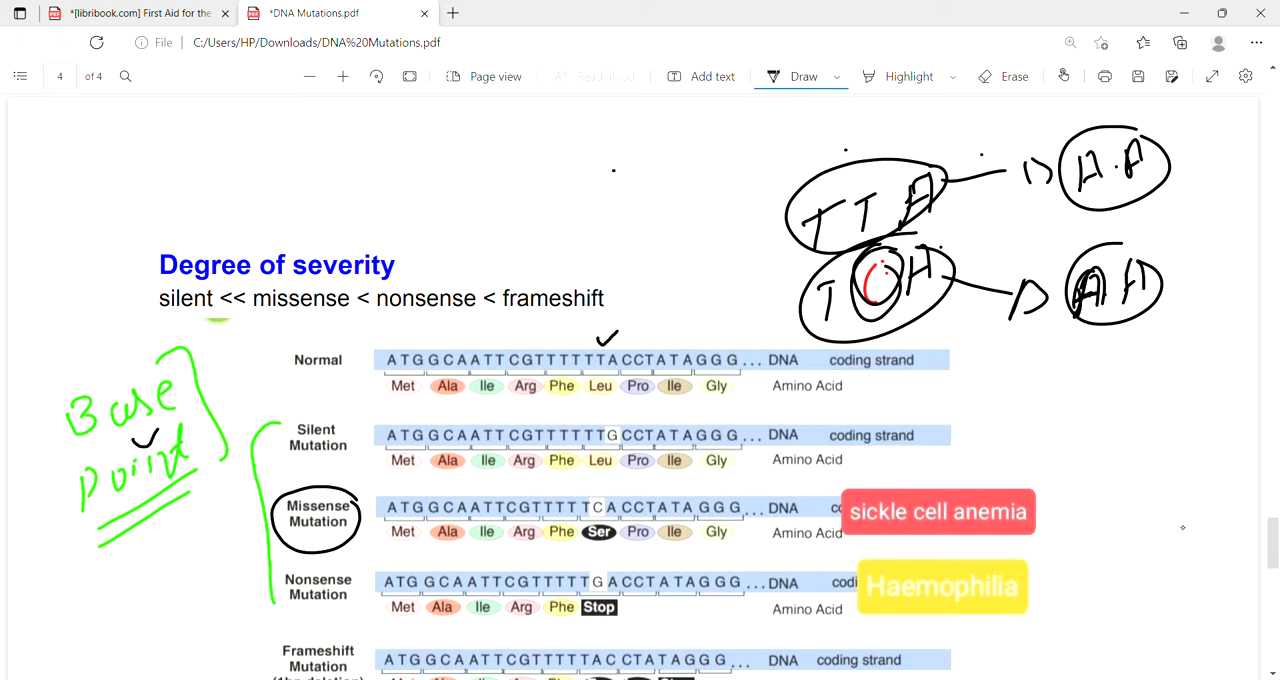 *[libribook.com] First Aid for the
*DNA Mutations.pdf
File | C:/Users/HP/Downloads/DNA%20Mutations.pdf
4 of 4
Page view
Read aloud
Add text
Draw
Highlight
Erase
T T A
A.A
T C A
A A
Degree of severity
silent << missense < nonsense < frameshift
Base
point
Normal
ATGGCAATTCGTTTTTTACCTATAGGG... DNA coding strand
Met Ala Ile Arg Phe Leu Pro Ile Gly Amino Acid
Silent
Mutation
ATGGCAATTCGTTTTTTGCCTATAGGG... DNA coding strand
Met Ala Ile Arg Phe Leu Pro Ile Gly Amino Acid
Missense
Mutation
ATGGCAATTCGTTTTTCACCTATAGGG... DNA
Met Ala Ile Arg Phe Ser Pro Ile Gly Amino Acid
sickle cell anemia
Nonsense
Mutation
ATGGCAATTCGTTTTTGACCTATAGGG... DNA codi
Met Ala Ile Arg Phe Stop Amino Acid
Haemophilia
Frameshift
Mutation
ATGGCAATTCGTTTTTACCTATAGGG... DNA coding strand